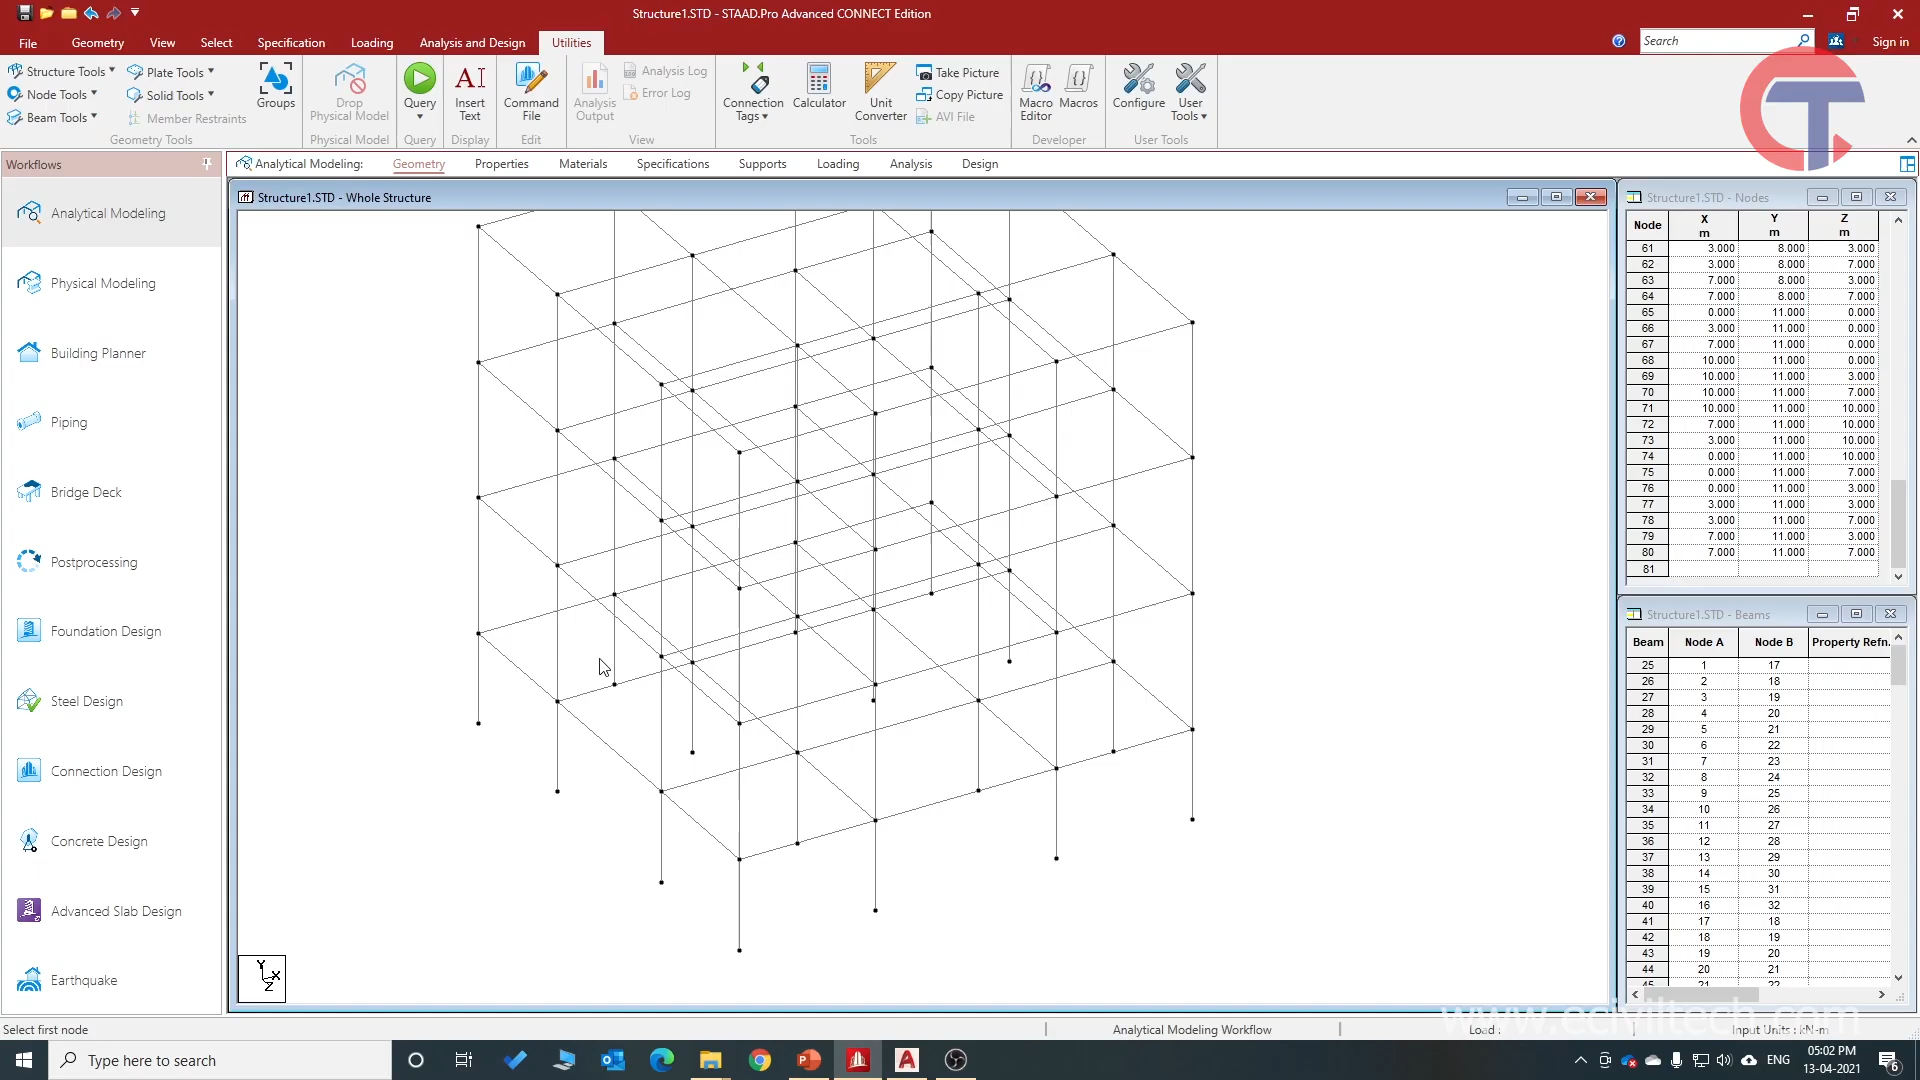 Structure1.STD - STAAD.Pro Advanced CONNECT Edition
File Geometry View Select Specification Loading Analysis and Design Utilities
Search Sign in
Structure Tools Plate Tools
Node Tools Solid Tools
Beam Tools Member Restraints
Groups
Drop Physical Model
Query
Insert Text
Command File
Analysis Output
Analysis Log
Error Log
Connection Tags
Calculator
Unit Converter
Take Picture
Copy Picture
AVI File
Macro Editor
Macros
Configure
User Tools
Geometry Tools Physical Model Query Display Edit View Tools Developer User Tools
Workflows
Analytical Modeling: Geometry Properties Materials Specifications Supports Loading Analysis Design
Analytical Modeling
Physical Modeling
Building Planner
Piping
Bridge Deck
Postprocessing
Foundation Design
Steel Design
Connection Design
Concrete Design
Advanced Slab Design
Earthquake
Structure1.STD - Whole Structure
Y
X
Z
Structure1.STD - Nodes
Node X m Y m Z m
61 3.000 8.000 3.000
62 3.000 8.000 7.000
63 7.000 8.000 3.000
64 7.000 8.000 7.000
65 0.000 11.000 0.000
66 3.000 11.000 0.000
67 7.000 11.000 0.000
68 10.000 11.000 0.000
69 10.000 11.000 3.000
70 10.000 11.000 7.000
71 10.000 11.000 10.000
72 7.000 11.000 10.000
73 3.000 11.000 10.000
74 0.000 11.000 10.000
75 0.000 11.000 7.000
76 0.000 11.000 3.000
77 3.000 11.000 3.000
78 3.000 11.000 7.000
79 7.000 11.000 3.000
80 7.000 11.000 7.000
81
Structure1.STD - Beams
Beam Node A Node B Property Refn.
25 1 17
26 2 18
27 3 19
28 4 20
29 5 21
30 6 22
31 7 23
32 8 24
33 9 25
34 10 26
35 11 27
36 12 28
37 13 29
38 14 30
39 15 31
40 16 32
41 17 18
42 18 19
43 19 20
44 20 21
45 21 22
www.eciviltech.com
Select first node Analytical Modeling Workflow Load: Input Units: kN-m
Type here to search
ENG
05:02 PM
13-04-2021
6